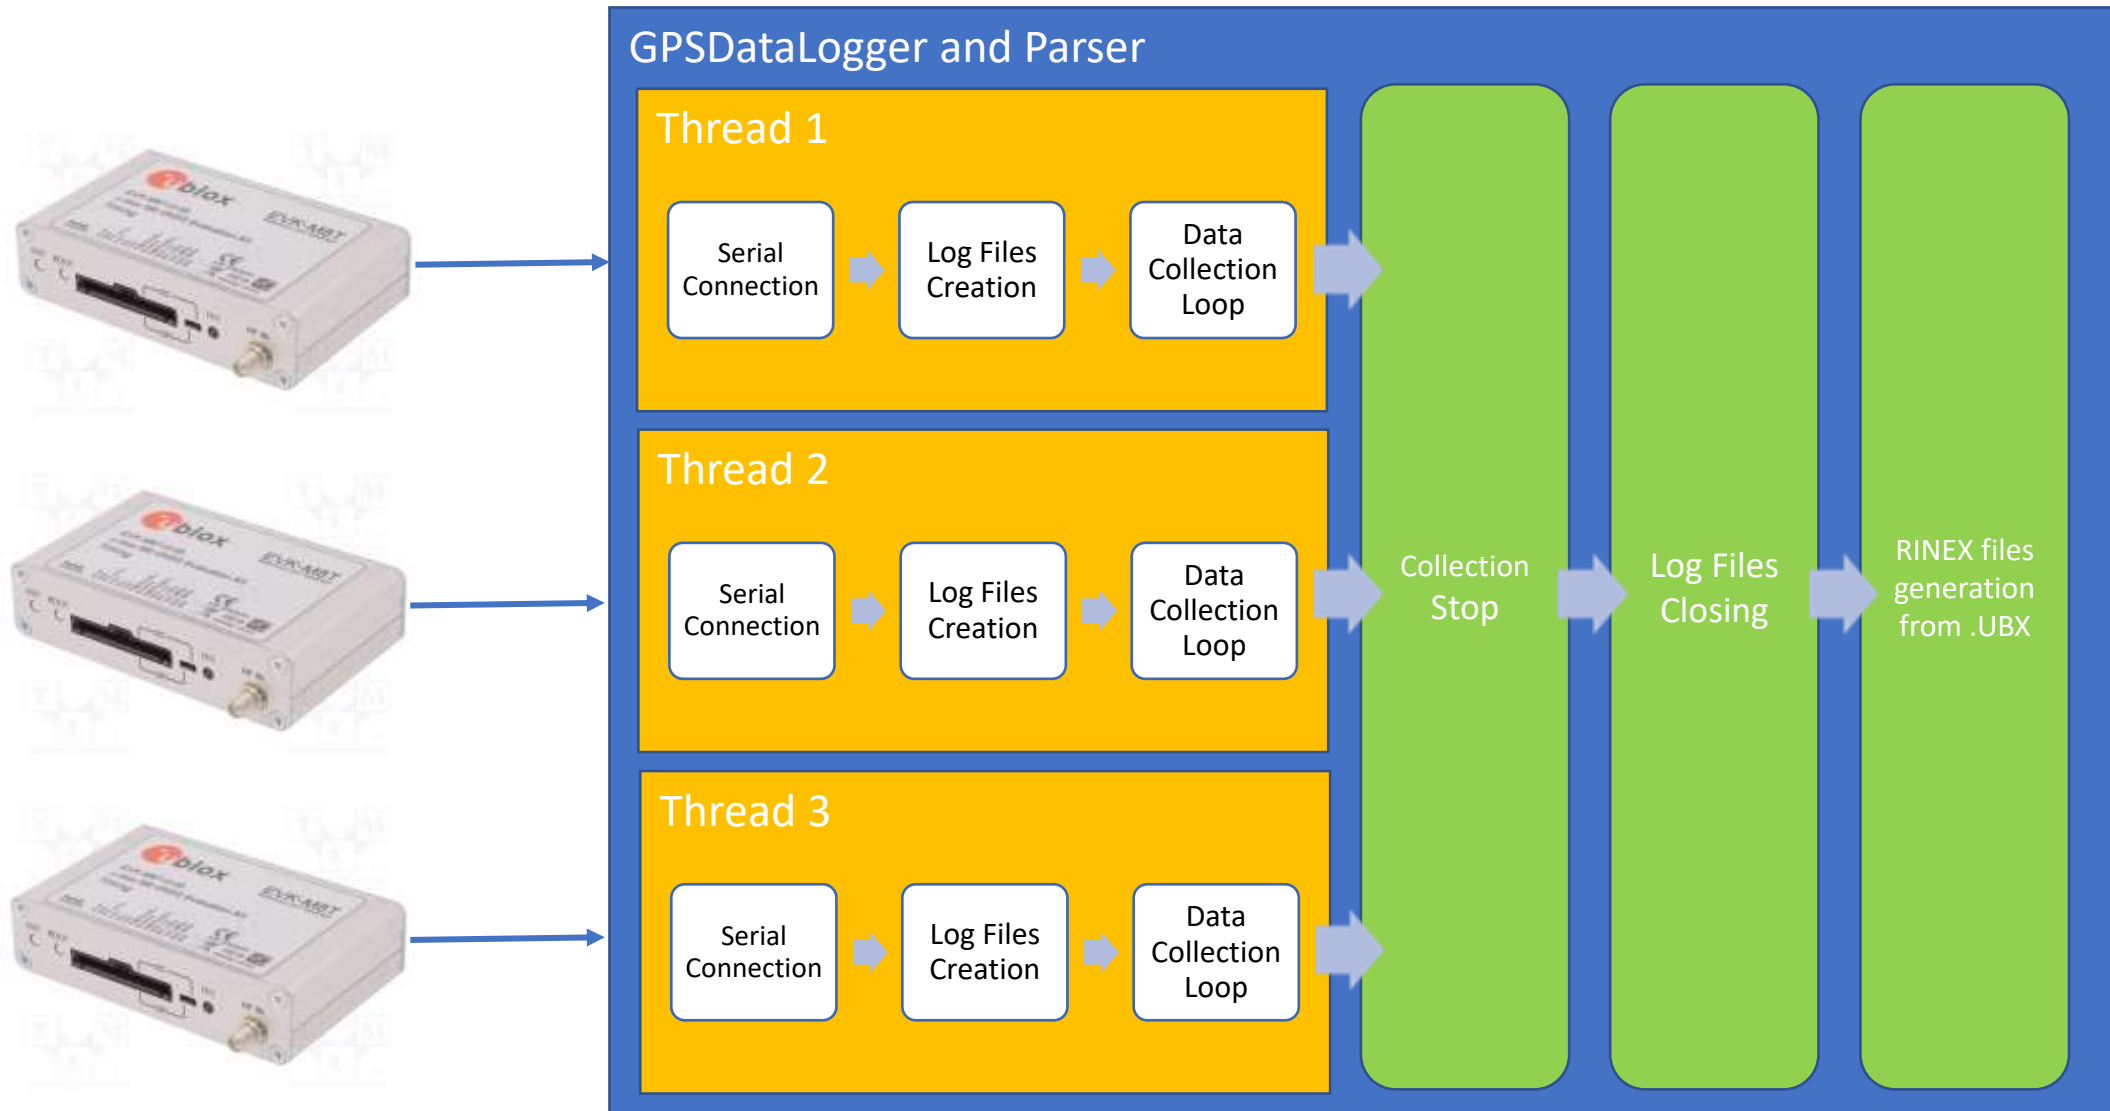 GPSDataLogger and Parser
Thread 1
Serial
Connection
Log Files
Creation
Data
Collection
Loop
Thread 2
Serial
Connection
Log Files
Creation
Data
Collection
Loop
Thread 3
Serial
Connection
Log Files
Creation
Data
Collection
Loop
Collection
Stop
Log Files
Closing
RINEX files
generation
from .UBX
blox
EVK-M8T
blox
EVK-M8T
blox
EVK-M8T